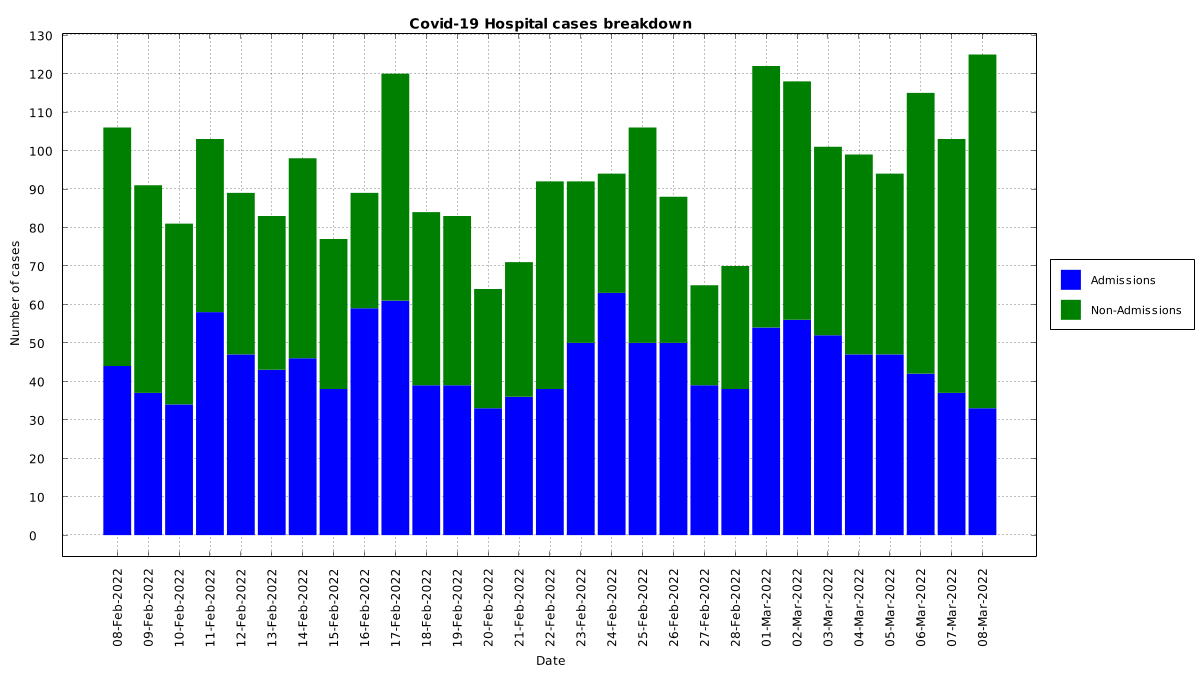 Covid-19 Hospital cases breakdown
130
120
110
100
90
80
70
60
50
40
30
20
10
0
Number of cases
Admissions
Non-Admissions
08-Feb-2022
09-Feb-2022
10-Feb-2022
11-Feb-2022
12-Feb-2022
13-Feb-2022
14-Feb-2022
15-Feb-2022
16-Feb-2022
17-Feb-2022
18-Feb-2022
19-Feb-2022
20-Feb-2022
21-Feb-2022
22-Feb-2022
23-Feb-2022
24-Feb-2022
25-Feb-2022
26-Feb-2022
27-Feb-2022
28-Feb-2022
01-Mar-2022
02-Mar-2022
03-Mar-2022
04-Mar-2022
05-Mar-2022
06-Mar-2022
07-Mar-2022
08-Mar-2022
Date